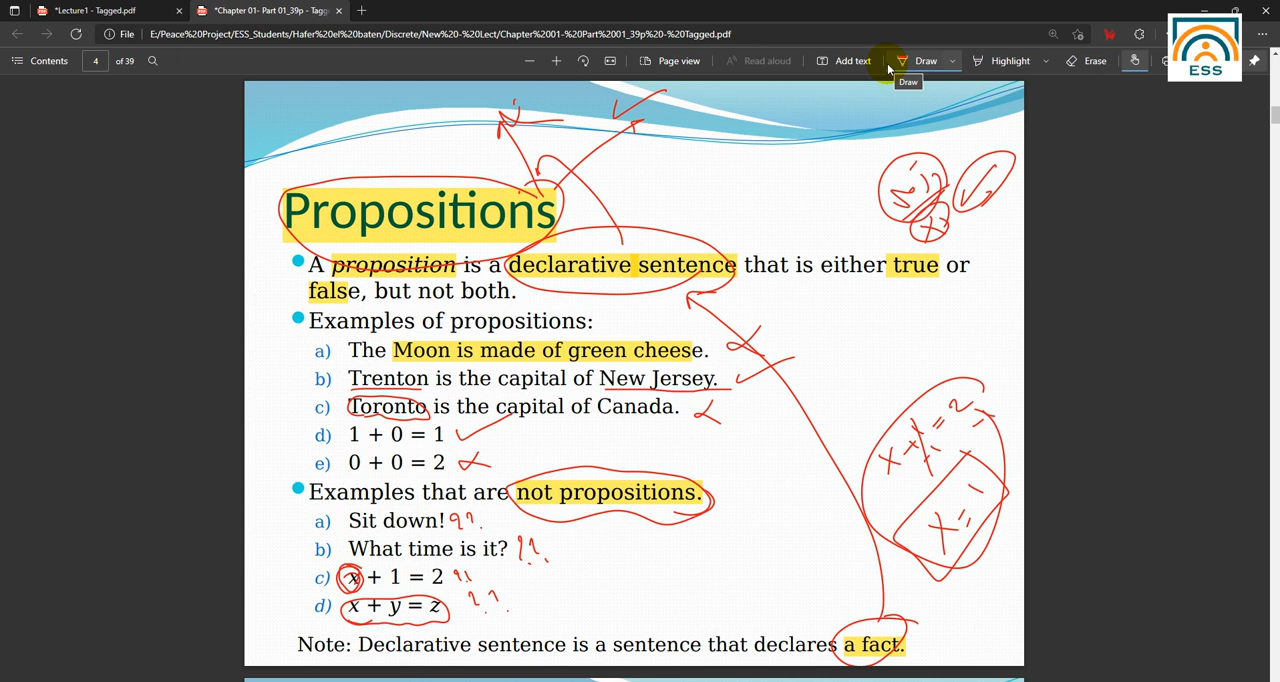 *Lecture1 - Tagged.pdf
*Chapter 01- Part 01_39p - Tagge
File
E:/Peace%20Project/ESS_Students/Hafer%20el%20baten/Discrete/New%20-%20Lect/Chapter%2001-%20Part%2001_39p%20-%20Tagged.pdf
Contents
4
of 39
Page view
Read aloud
Add text
Draw
Highlight
Erase
Draw
ESS
Propositions
A proposition is a declarative sentence that is either true or
false, but not both.
Examples of propositions:
a) The Moon is made of green cheese.
b) Trenton is the capital of New Jersey.
c) Toronto is the capital of Canada.
d) 1 + 0 = 1
e) 0 + 0 = 2
Examples that are not propositions.
a) Sit down! ??.
b) What time is it? ??.
c) x + 1 = 2 ??
d) x + y = z ??.
Note: Declarative sentence is a sentence that declares a fact.